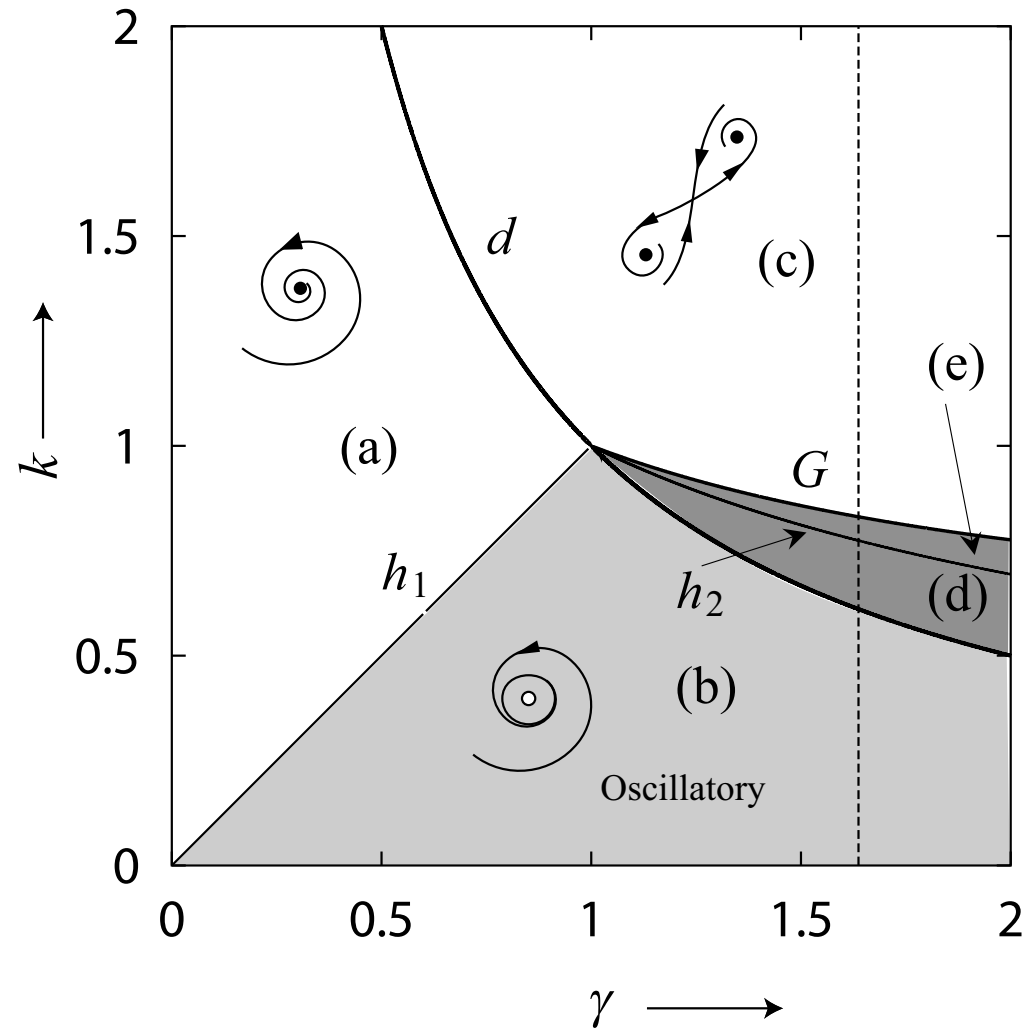 2
d
(c)
1.5
(e)
k
(a)
1
G
h1
h2
(d)
0.5
(b)
Oscillatory
0
0 0.5 1 1.5 2
γ